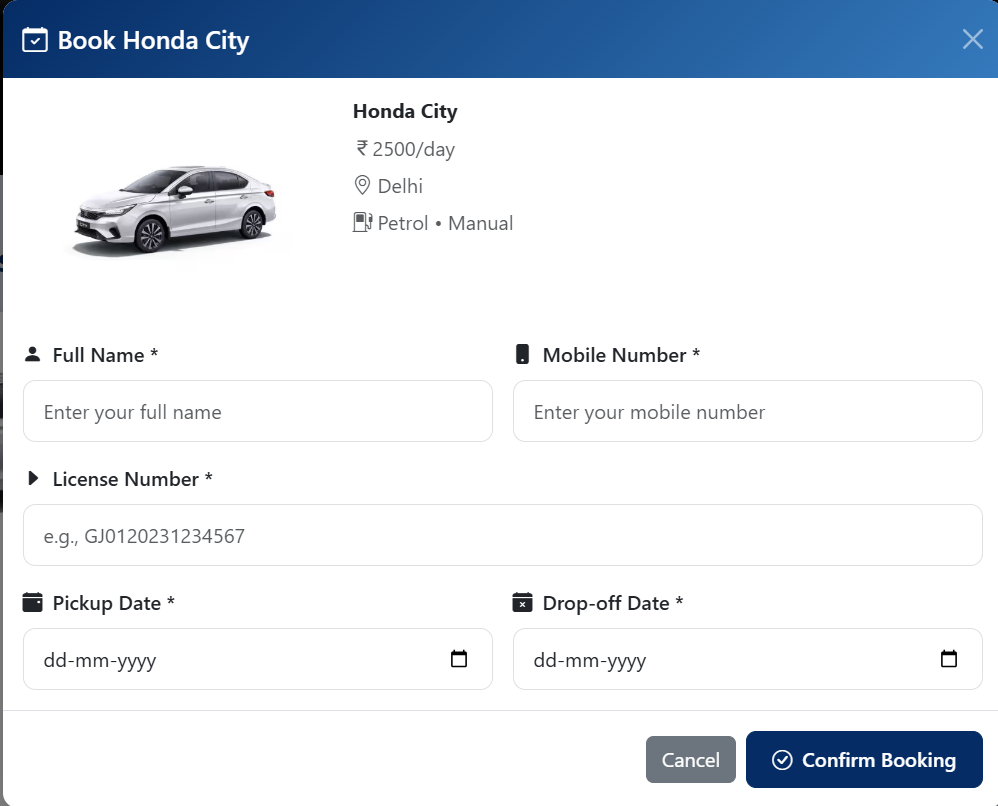 Book Honda City
Honda City
₹ 2500/day
Delhi
Petrol • Manual
Full Name *
Mobile Number *
Enter your full name
Enter your mobile number
License Number *
e.g., GJ0120231234567
Pickup Date *
Drop-off Date *
dd-mm-yyyy
dd-mm-yyyy
Cancel
Confirm Booking